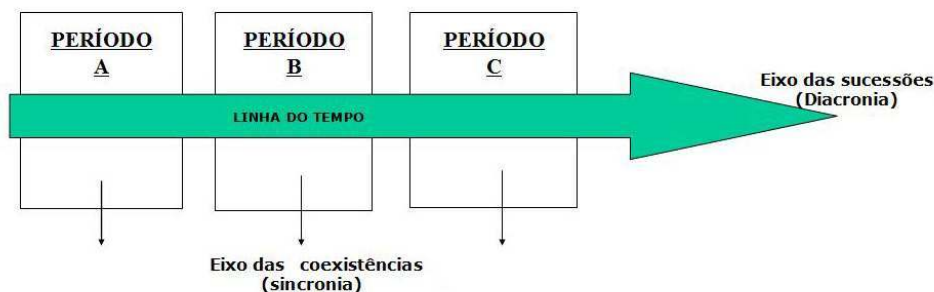 PERÍODO
A
PERÍODO
B
PERÍODO
C
LINHA DO TEMPO
Eixo das sucessões
(Diacronia)
Eixo das coexistências
(sincronia)